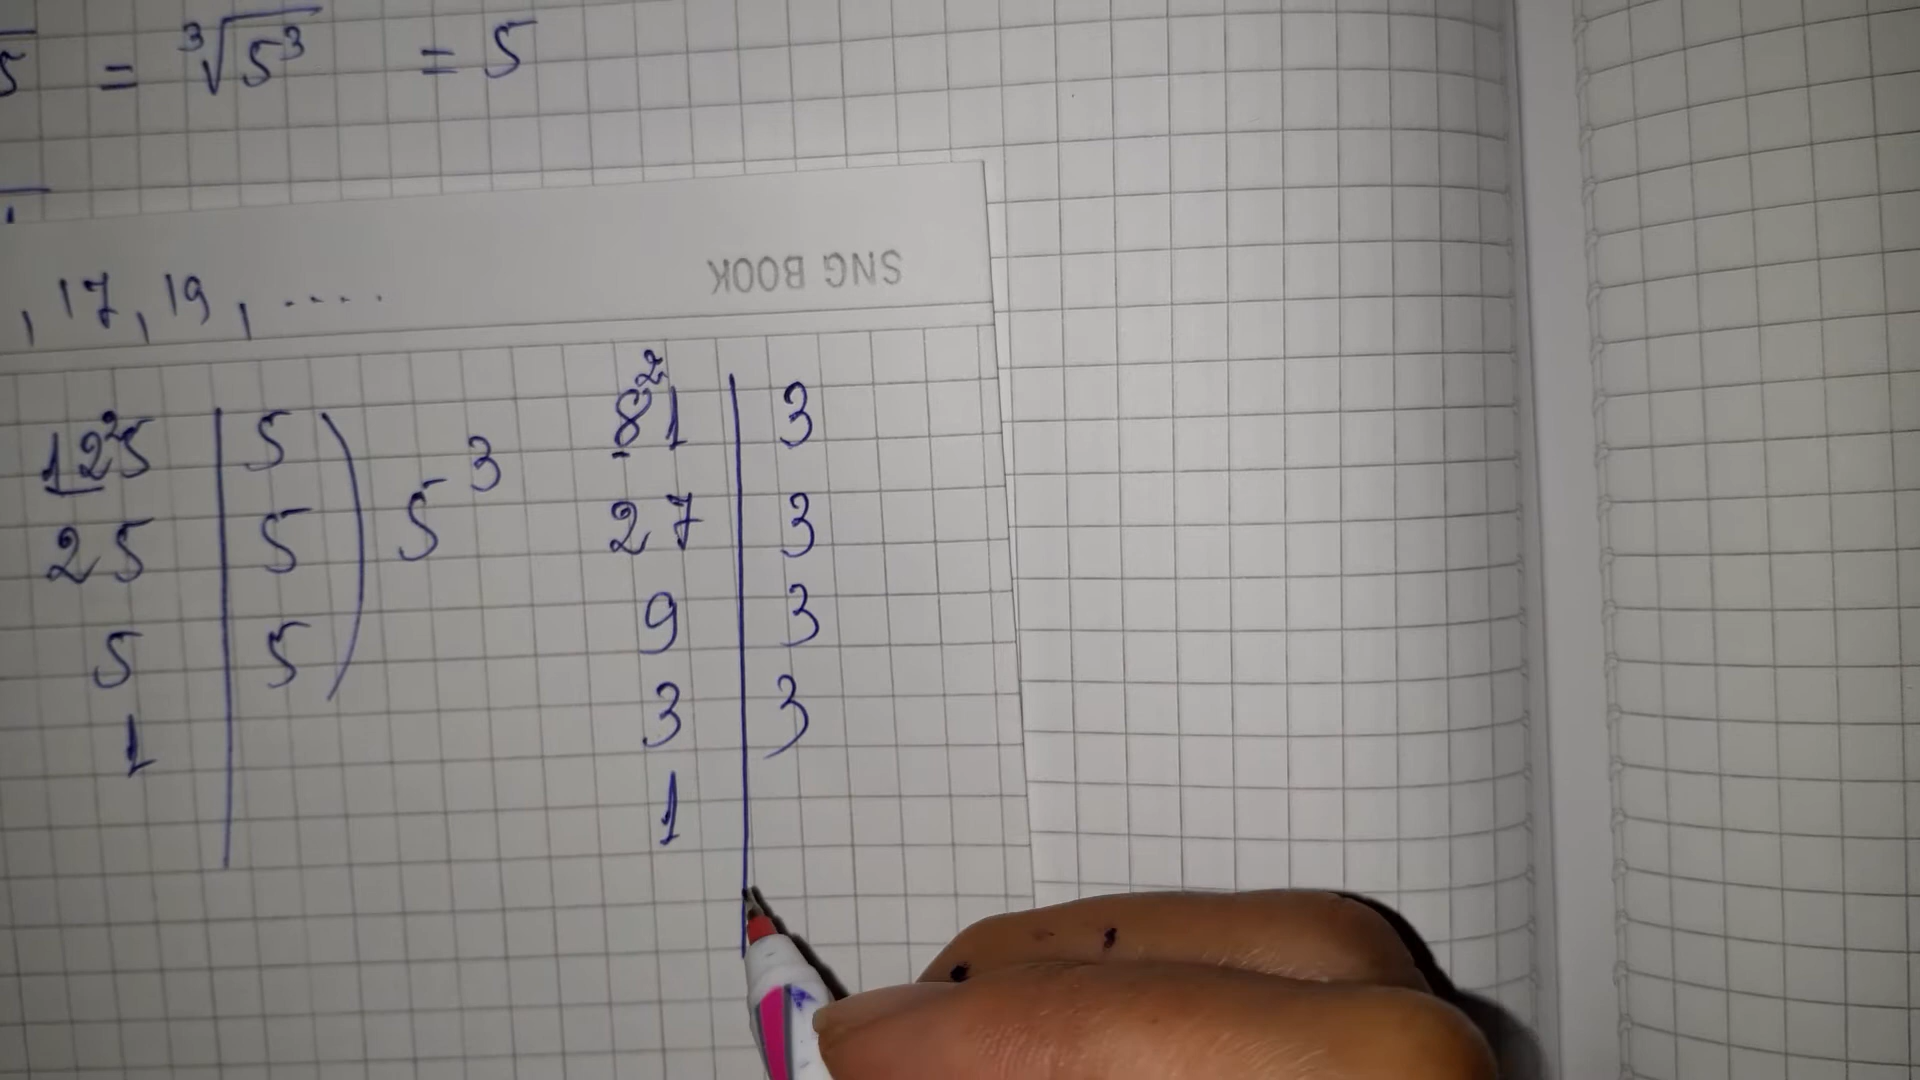 5 = ³√5³ = 5
, 17, 19, ....
SNG BOOK
125 | 5
25 | 5
5 | 5
1
5³
81 | 3
27 | 3
9 | 3
3 | 3
1